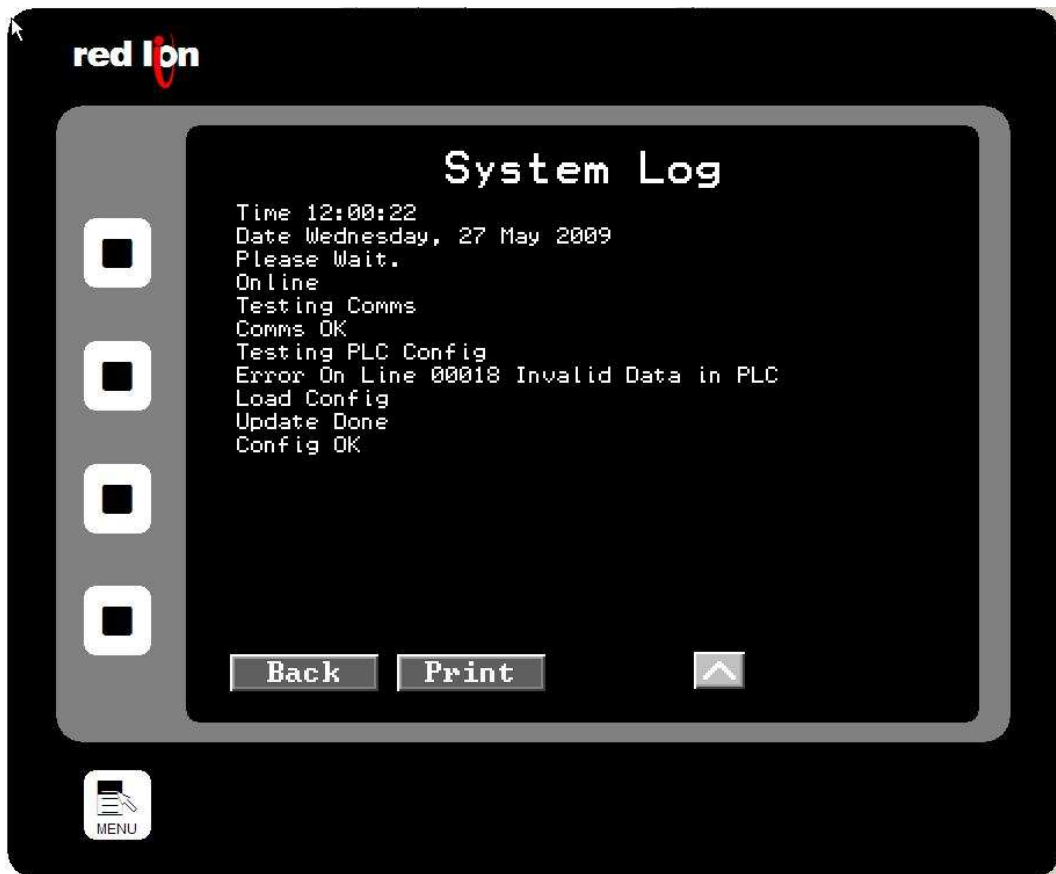 red lion
System Log
Time 12:00:22
Date Wednesday, 27 May 2009
Please Wait.
Online
Testing Comms
Comms OK
Testing PLC Config
Error On Line 00018 Invalid Data in PLC
Load Config
Update Done
Config OK
Back Print
MENU